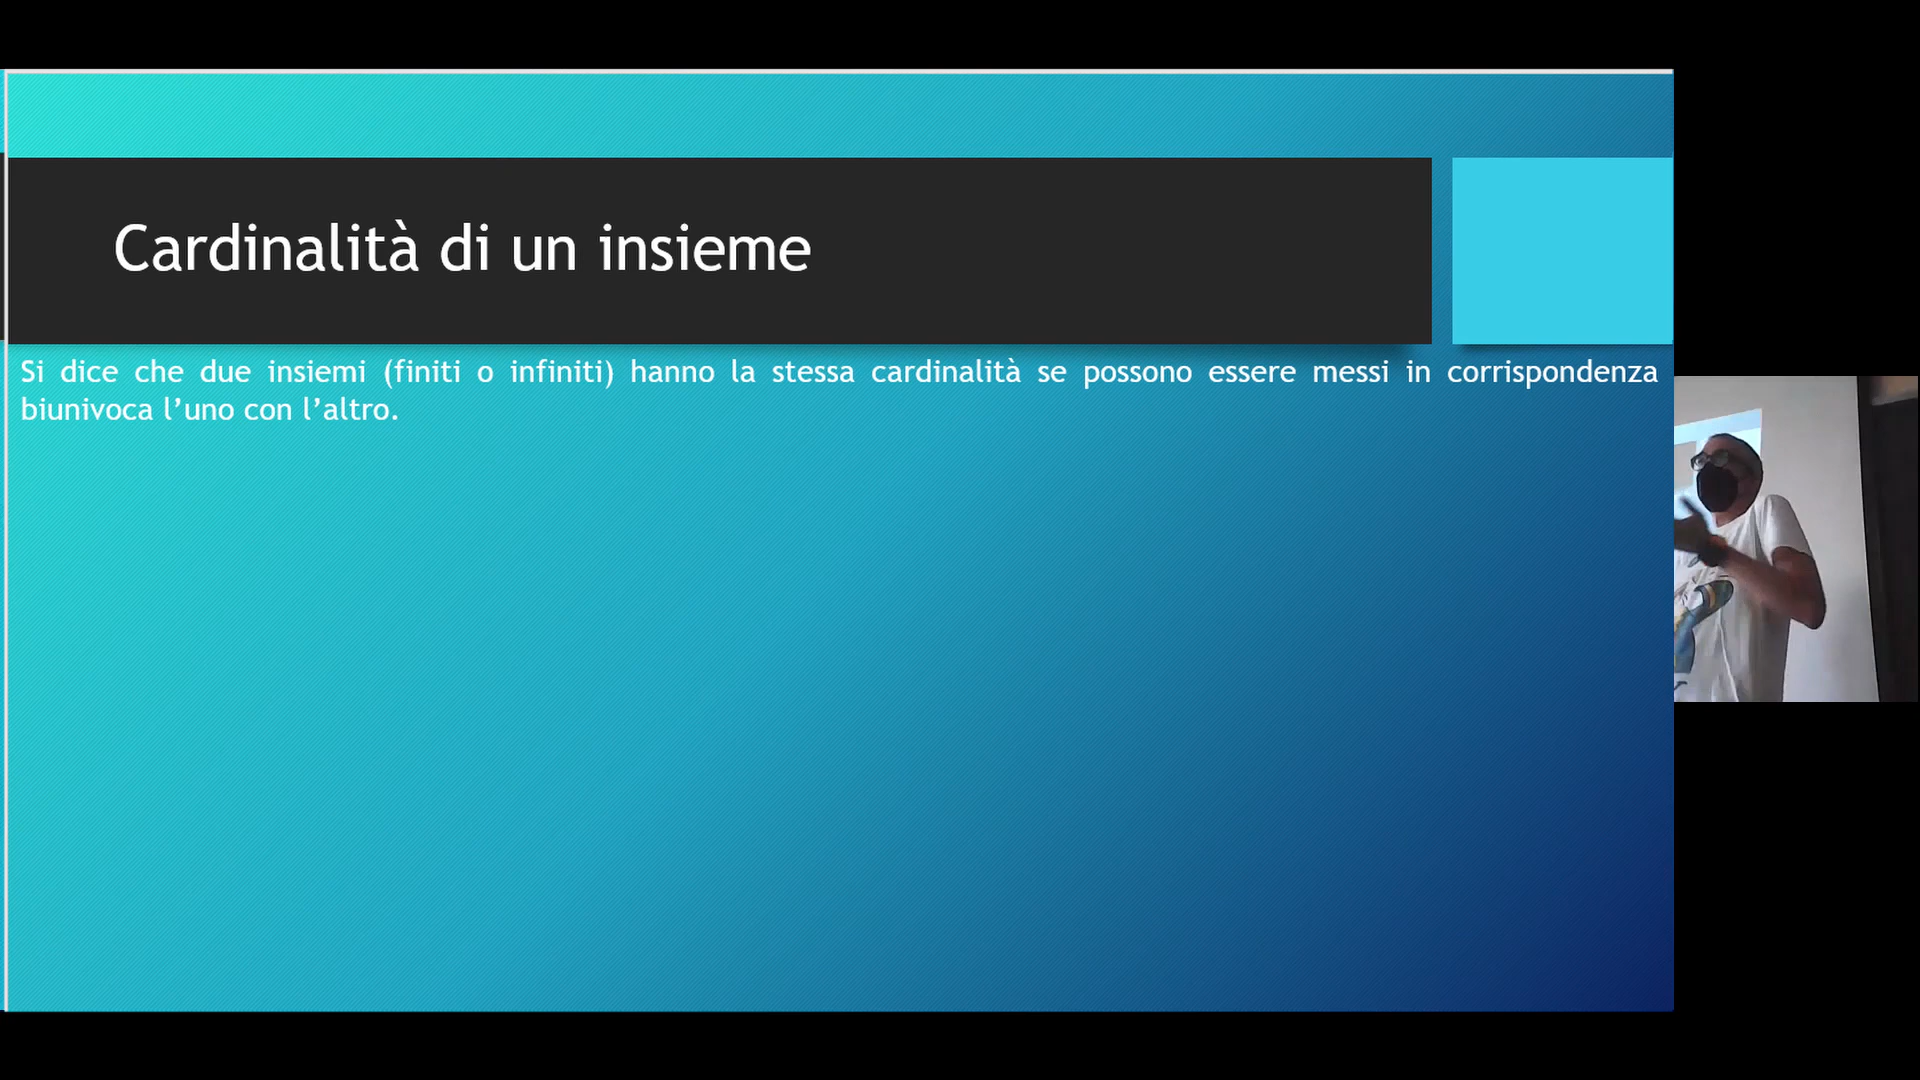 Cardinalità di un insieme
Si dice che due insiemi (finiti o infiniti) hanno la stessa cardinalità se possono essere messi in corrispondenza
biunivoca l’uno con l’altro.